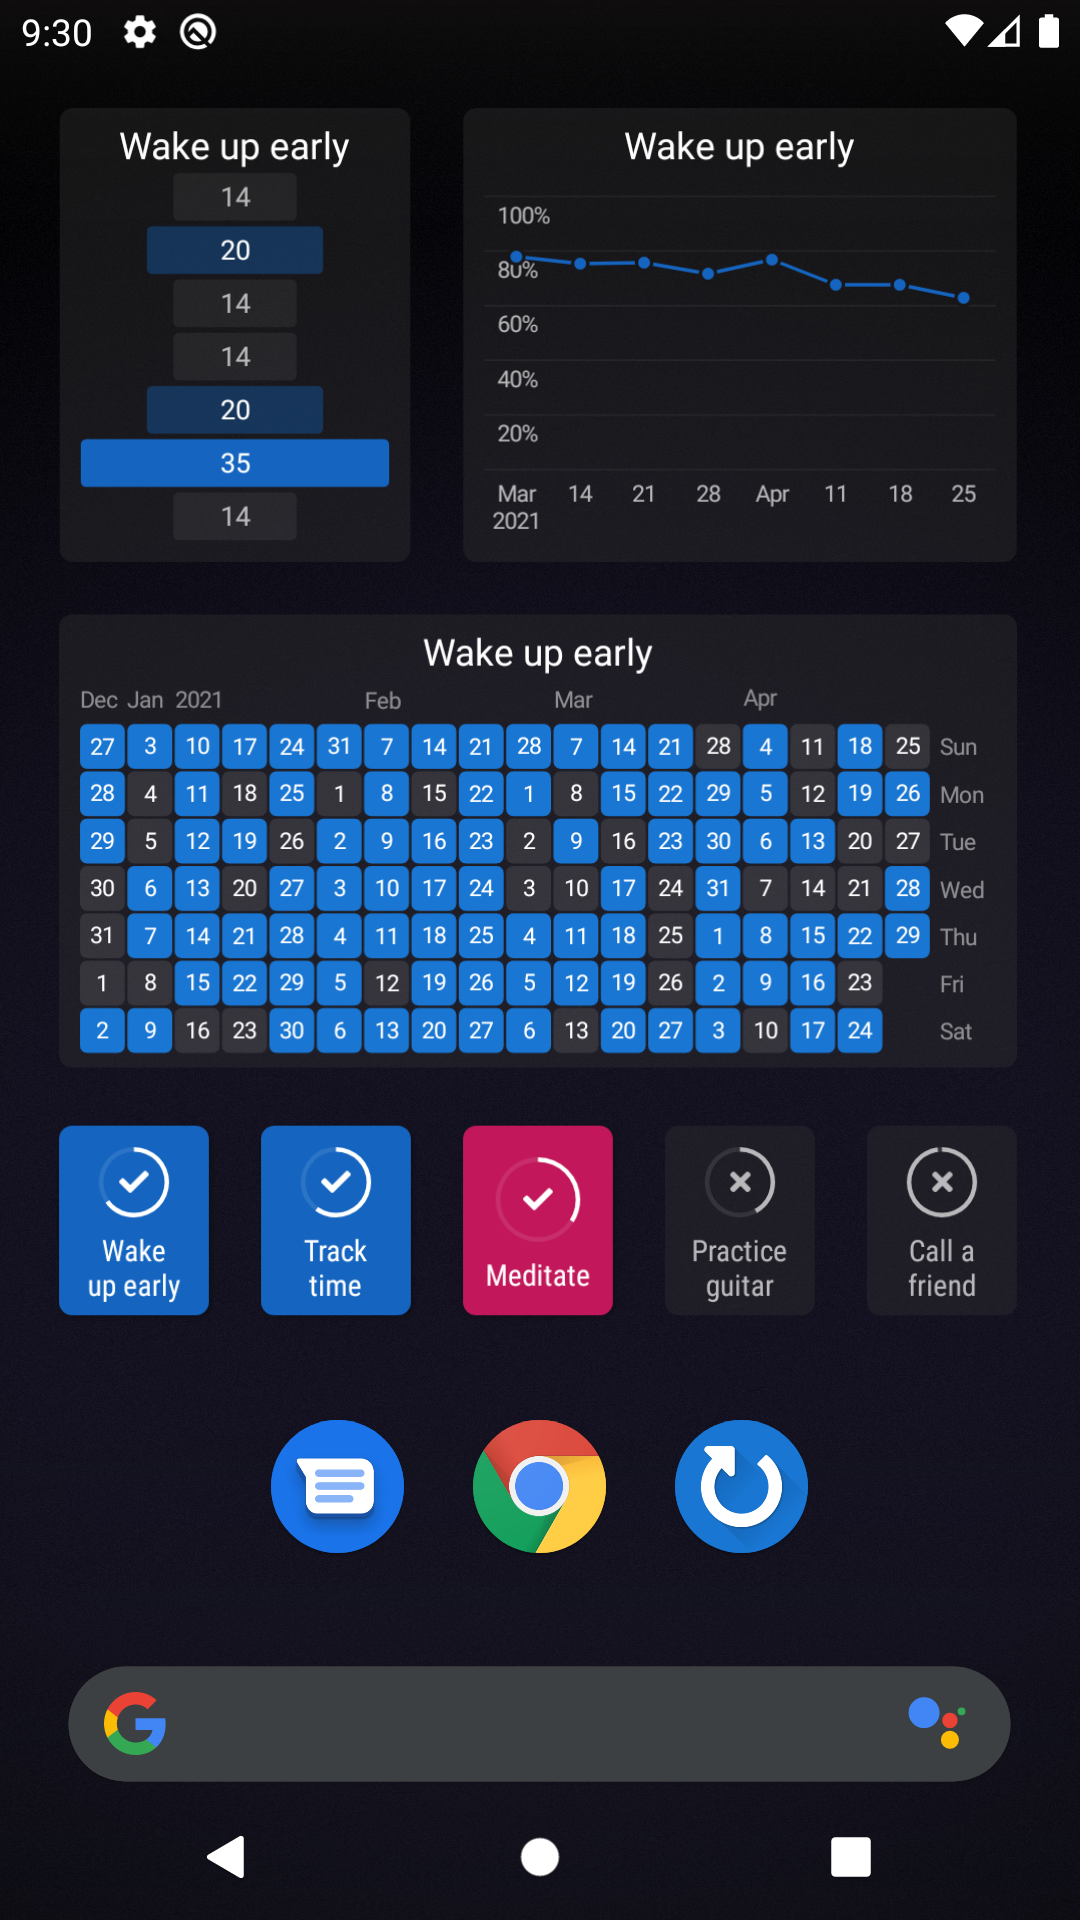 9:30
Wake up early
14
20
14
14
20
35
14
Wake up early
100%
80%
60%
40%
20%
Mar 14 21 28 Apr 11 18 25
2021
Wake up early
Dec Jan 2021 Feb Mar Apr
27 3 10 17 24 31 7 14 21 28 7 14 21 28 4 11 18 25 Sun
28 4 11 18 25 1 8 15 22 1 8 15 22 29 5 12 19 26 Mon
29 5 12 19 26 2 9 16 23 2 9 16 23 30 6 13 20 27 Tue
30 6 13 20 27 3 10 17 24 3 10 17 24 31 7 14 21 28 Wed
31 7 14 21 28 4 11 18 25 4 11 18 25 1 8 15 22 29 Thu
1 8 15 22 29 5 12 19 26 5 12 19 26 2 9 16 23 Fri
2 9 16 23 30 6 13 20 27 6 13 20 27 3 10 17 24 Sat
Wake
up early
Track
time
Meditate
Practice
guitar
Call a
friend